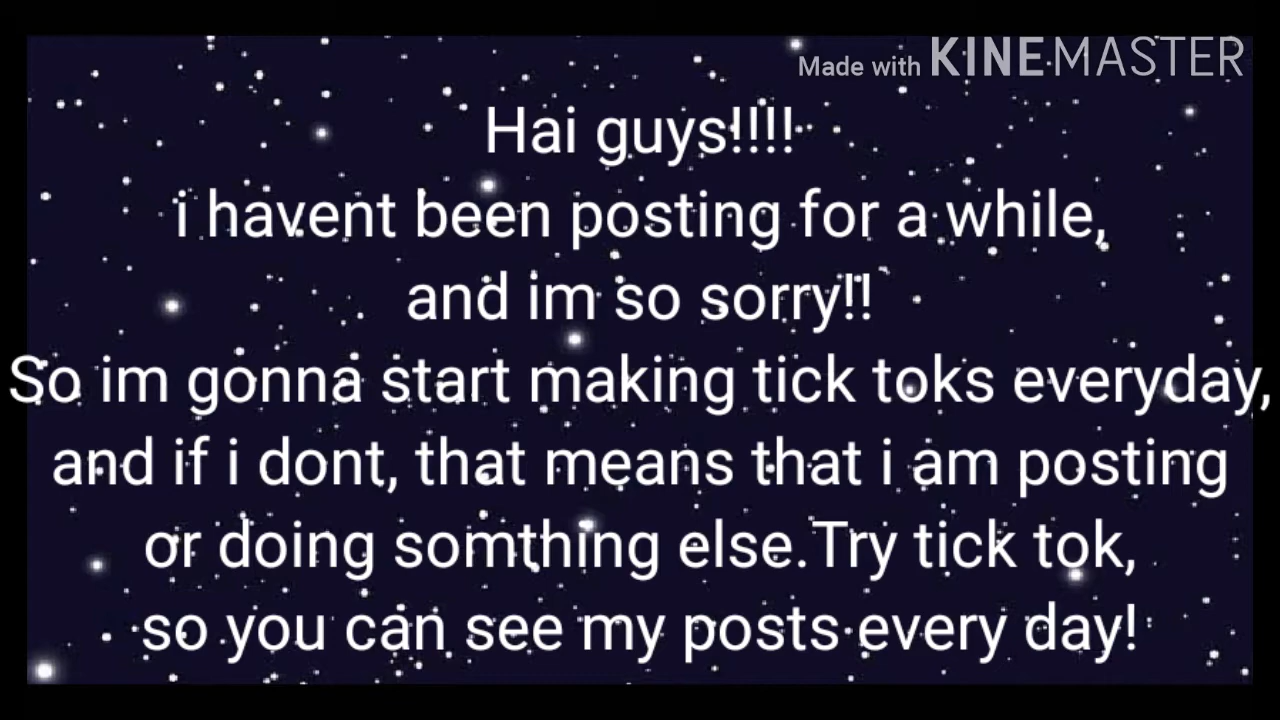 Made with KINEMASTER
Hai guys!!!!
i havent been posting for a while,
and im so sorry!!
So im gonna start making tick toks everyday,
and if i dont, that means that i am posting
or doing somthing else.Try tick tok,
so you can see my posts every day!